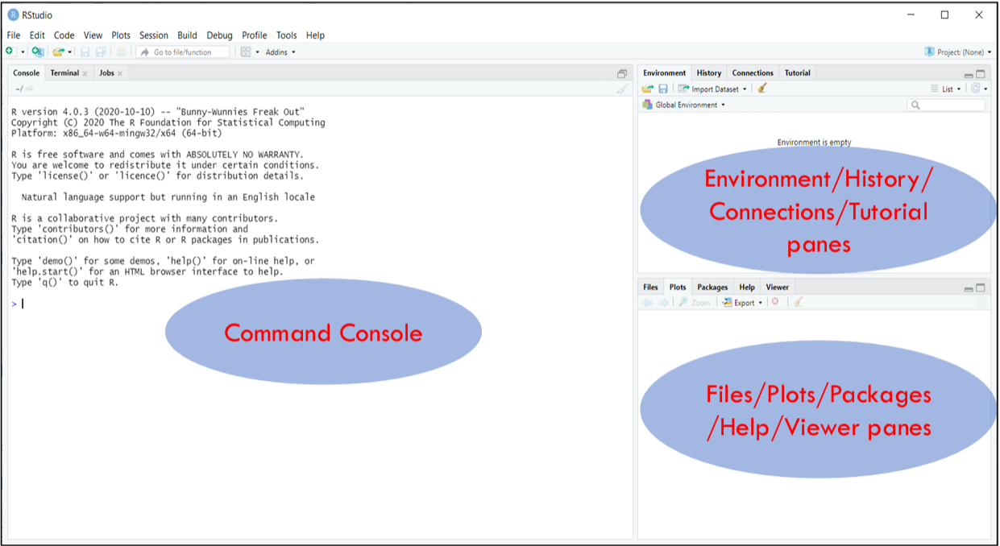 RStudio
File Edit Code View Plots Session Build Debug Profile Tools Help
Go to file/function Addins Project: (None)
Console Terminal Jobs
~/
R version 4.0.3 (2020-10-10) -- "Bunny-Wunnies Freak Out"
Copyright (C) 2020 The R Foundation for Statistical Computing
Platform: x86_64-w64-mingw32/x64 (64-bit)
R is free software and comes with ABSOLUTELY NO WARRANTY.
You are welcome to redistribute it under certain conditions.
Type 'license()' or 'licence()' for distribution details.
Natural language support but running in an English locale
R is a collaborative project with many contributors.
Type 'contributors()' for more information and
'citation()' on how to cite R or R packages in publications.
Type 'demo()' for some demos, 'help()' for on-line help, or
'help.start()' for an HTML browser interface to help.
Type 'q()' to quit R.
>
Command Console
Environment History Connections Tutorial
Import Dataset List
Global Environment
Environment is empty
Environment/History/
Connections/Tutorial
panes
Files Plots Packages Help Viewer
Zoom Export
Files/Plots/Packages
/Help/Viewer panes